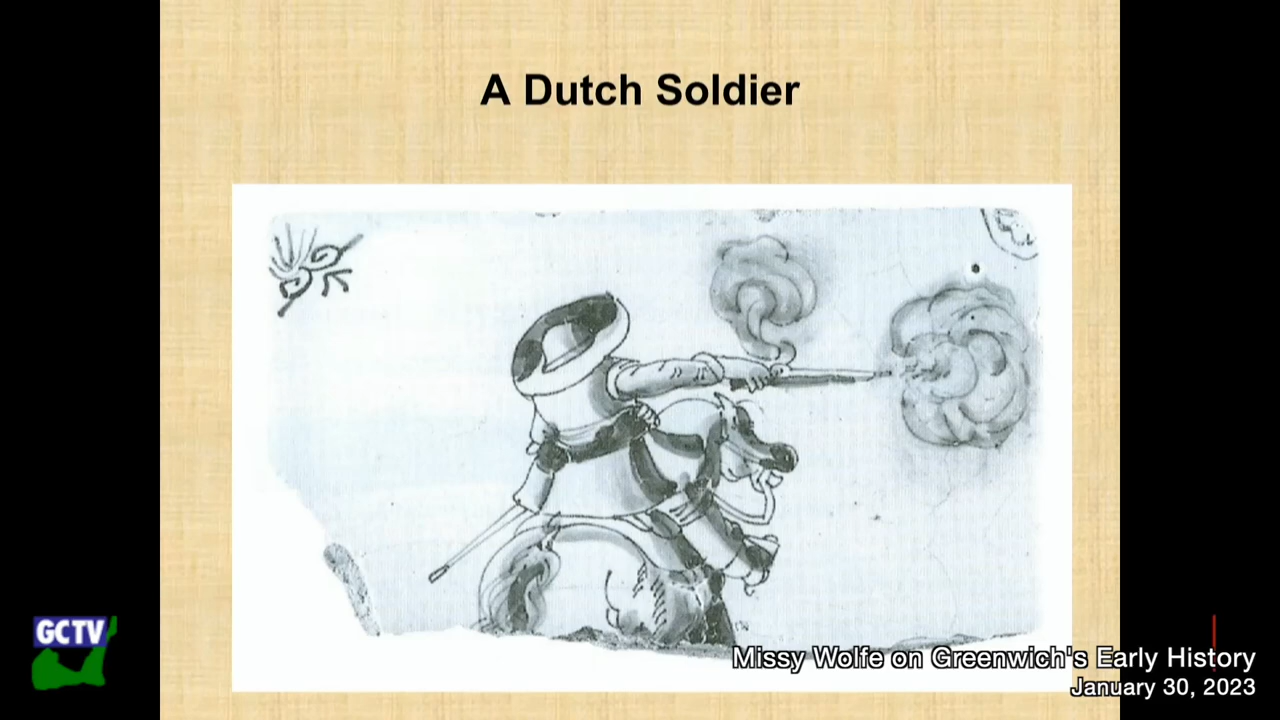 A Dutch Soldier
GCTV
Missy Wolfe on Greenwich's Early History
January 30, 2023